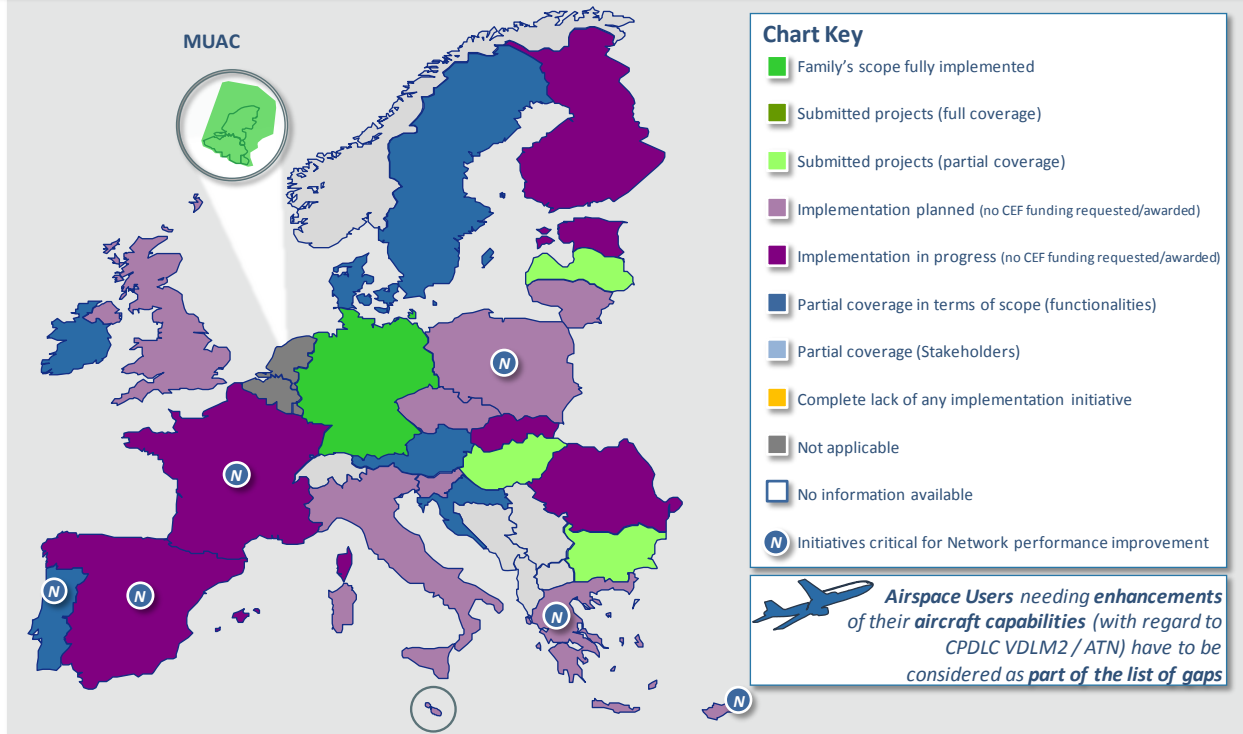 MUAC
N
N
N
N
N
N
Chart Key
Family's scope fully implemented
Submitted projects (full coverage)
Submitted projects (partial coverage)
Implementation planned (no CEF funding requested/awarded)
Implementation in progress (no CEF funding requested/awarded)
Partial coverage in terms of scope (functionalities)
Partial coverage (Stakeholders)
Complete lack of any implementation initiative
Not applicable
No information available
N Initiatives critical for Network performance improvement
Airspace Users needing enhancements
of their aircraft capabilities (with regard to
CPDLC VDLM2 / ATN) have to be
considered as part of the list of gaps